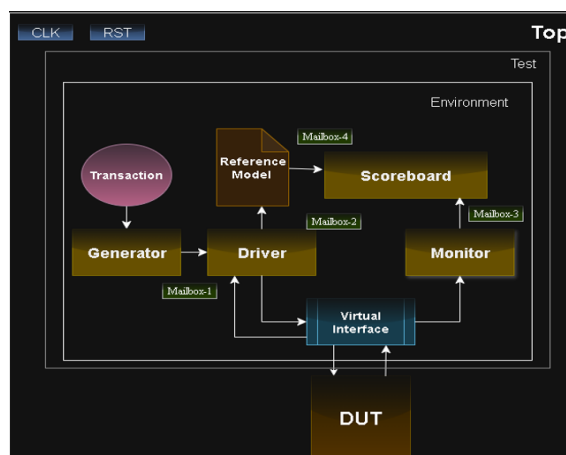 CLK
RST
Top
Test
Environment
Mailbox-4
Reference
Model
Scoreboard
Transaction
Mailbox-2
Mailbox-3
Generator
Driver
Monitor
Mailbox-1
Virtual
Interface
DUT